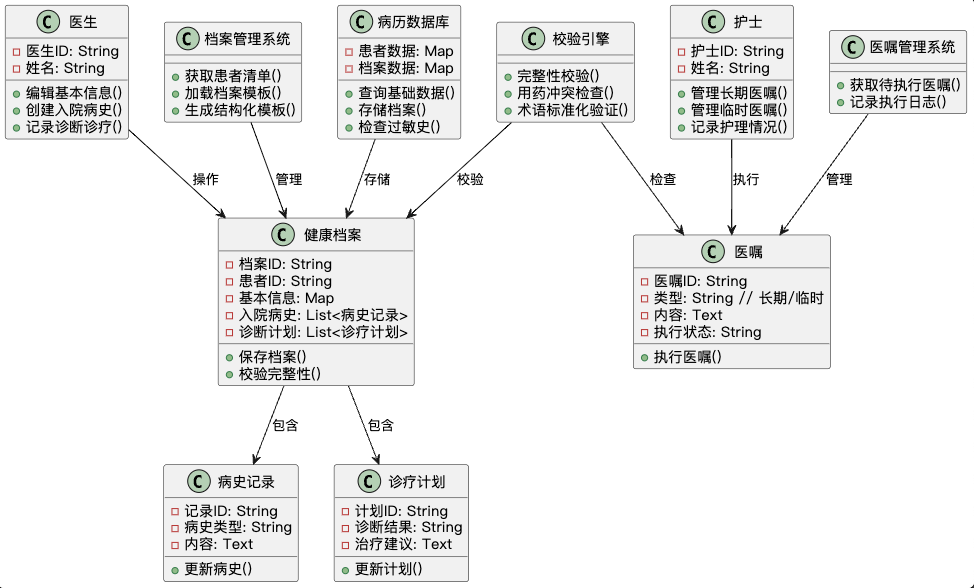 C 医生
医生ID: String
姓名: String
编辑基本信息()
创建入院病史()
记录诊断诊疗()
C 档案管理系统
获取患者清单()
加载档案模板()
生成结构化模板()
C 病历数据库
患者数据: Map
档案数据: Map
查询基础数据()
存储档案()
检查过敏史()
C 校验引擎
完整性校验()
用药冲突检查()
术语标准化验证()
C 护士
护士ID: String
姓名: String
管理长期医嘱()
管理临时医嘱()
记录护理情况()
C 医嘱管理系统
获取待执行医嘱()
记录执行日志()
操作
管理
存储
校验
检查
执行
管理
C 健康档案
档案ID: String
患者ID: String
基本信息: Map
入院病史: List<病史记录>
诊断计划: List<诊疗计划>
保存档案()
校验完整性()
C 医嘱
医嘱ID: String
类型: String // 长期/临时
内容: Text
执行状态: String
执行医嘱()
包含
包含
C 病史记录
记录ID: String
病史类型: String
内容: Text
更新病史()
C 诊疗计划
计划ID: String
诊断结果: String
治疗建议: Text
更新计划()